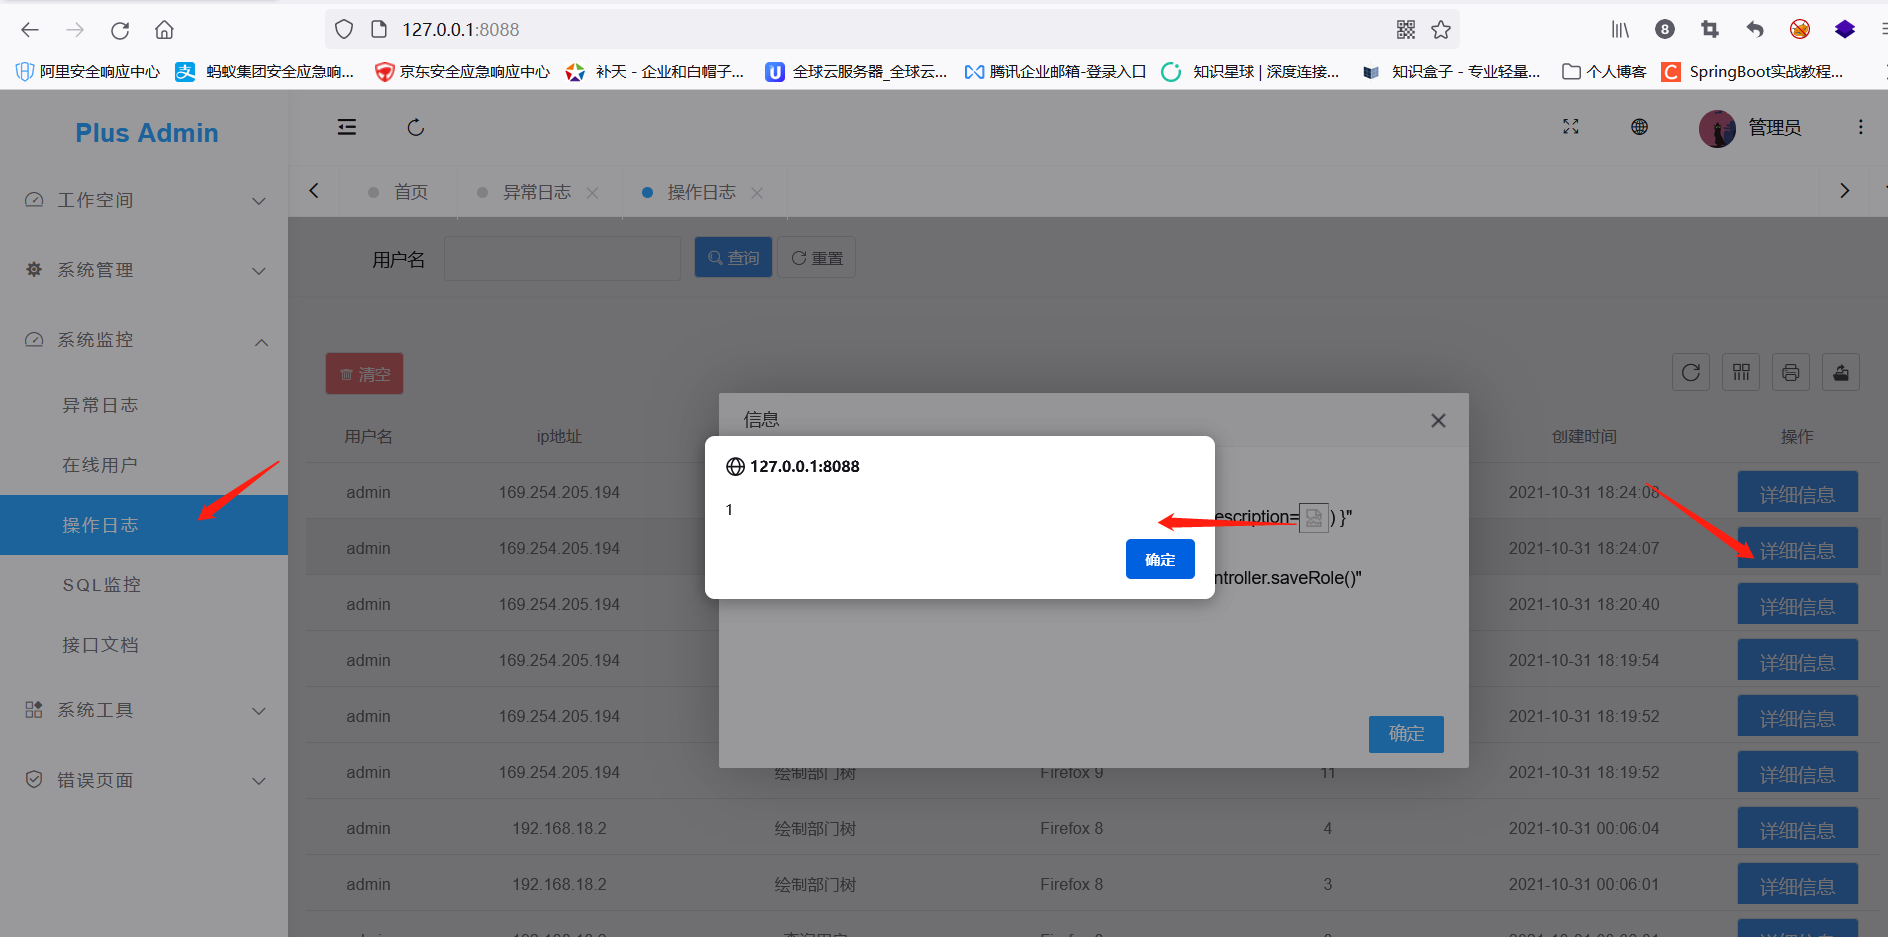 127.0.0.1:8088
8
阿里安全响应中心
蚂蚁集团安全应急响...
京东安全应急响应中心
补天 - 企业和白帽子...
全球云服务器_全球云...
腾讯企业邮箱-登录入口
知识星球 | 深度连接...
知识盒子 - 专业轻量...
个人博客
SpringBoot实战教程...
Plus Admin
管理员
工作空间
系统管理
系统监控
异常日志
在线用户
操作日志
SQL监控
接口文档
系统工具
错误页面
首页
异常日志
操作日志
用户名
查询
重置
清空
用户名 ip地址 创建时间 操作
admin 169.254.205.194 2021-10-31 18:24:08 详细信息
admin 169.254.205.194 2021-10-31 18:24:07 详细信息
admin 169.254.205.194 2021-10-31 18:20:40 详细信息
admin 169.254.205.194 2021-10-31 18:19:54 详细信息
admin 169.254.205.194 2021-10-31 18:19:52 详细信息
admin 169.254.205.194 绘制部门树 Firefox 9 11 2021-10-31 18:19:52 详细信息
admin 192.168.18.2 绘制部门树 Firefox 8 4 2021-10-31 00:06:04 详细信息
admin 192.168.18.2 绘制部门树 Firefox 8 3 2021-10-31 00:06:01 详细信息
信息
escription= ) }"
ntroller.saveRole()"
确定
127.0.0.1:8088
1
确定